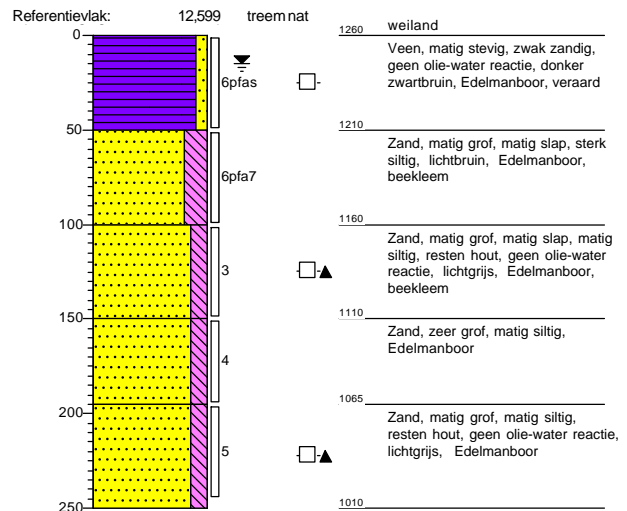 Referentievlak: 12,599 treem nat
0
50
100
150
200
250
6pfas
6pfa7
3
4
5
1260 weiland
Veen, matig stevig, zwak zandig,
geen olie-water reactie, donker
zwartbruin, Edelmanboor, veraard
1210
Zand, matig grof, matig slap, sterk
siltig, lichtbruin, Edelmanboor,
beekleem
1160
Zand, matig grof, matig slap, matig
siltig, resten hout, geen olie-water
reactie, lichtgrijs, Edelmanboor,
beekleem
1110
Zand, zeer grof, matig siltig,
Edelmanboor
1065
Zand, matig grof, matig siltig,
resten hout, geen olie-water reactie,
lichtgrijs, Edelmanboor
1010